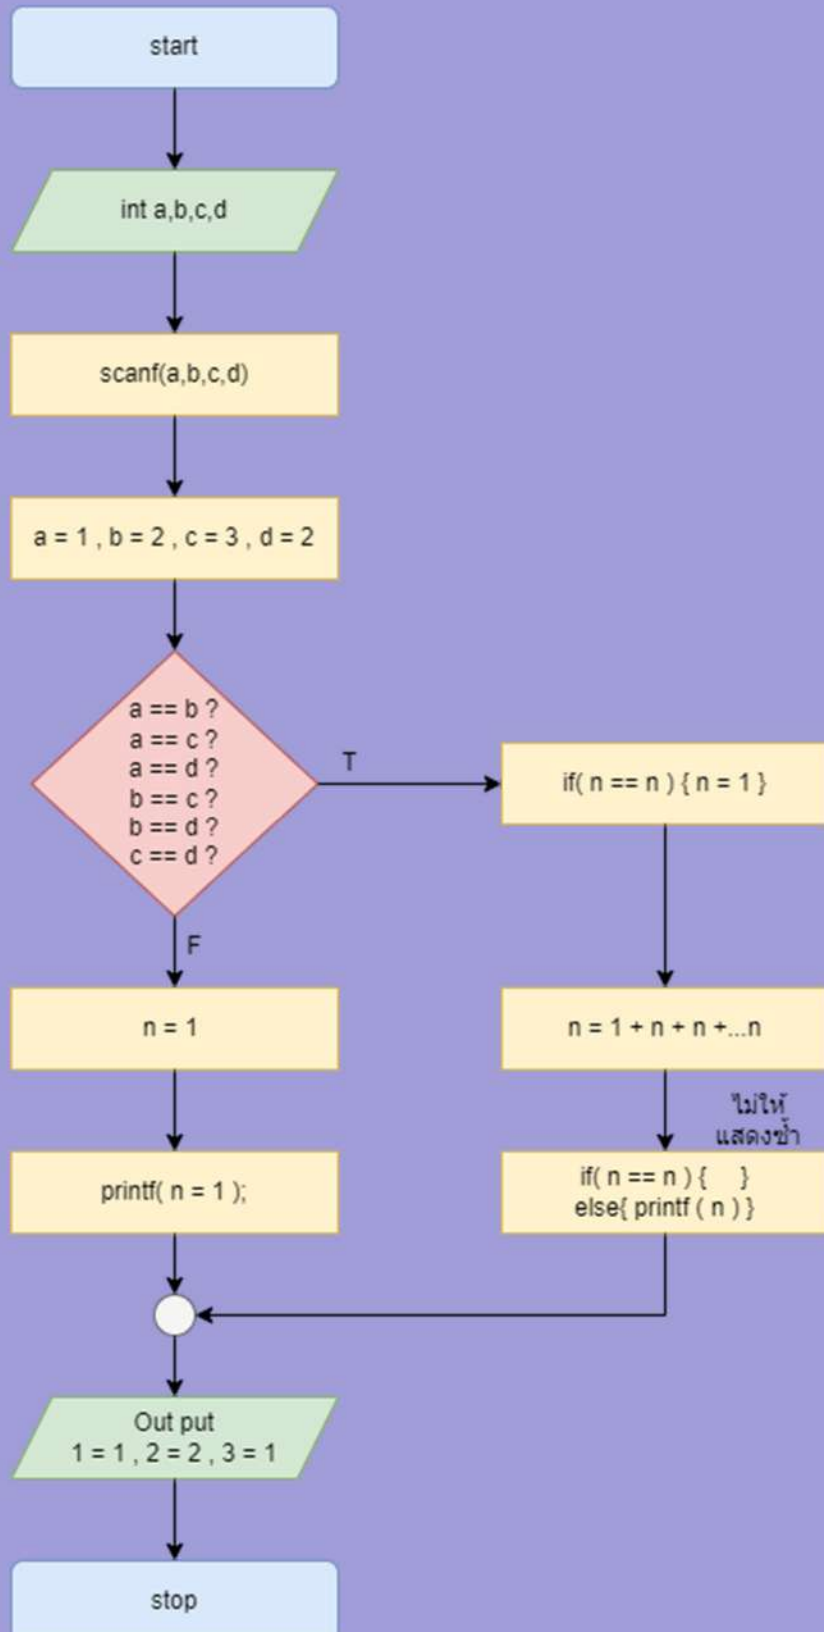 start
int a,b,c,d
scanf(a,b,c,d)
a = 1 , b = 2 , c = 3 , d = 2
a == b ?
a == c ?
a == d ?
b == c ?
b == d ?
c == d ?
T
if( n == n ) { n = 1 }
F
n = 1
n = 1 + n + n +...n
ไม่ให้
แสดงซ้ำ
printf( n = 1 );
if( n == n ) {     }
else{ printf ( n ) }
Out put
1 = 1 , 2 = 2 , 3 = 1
stop